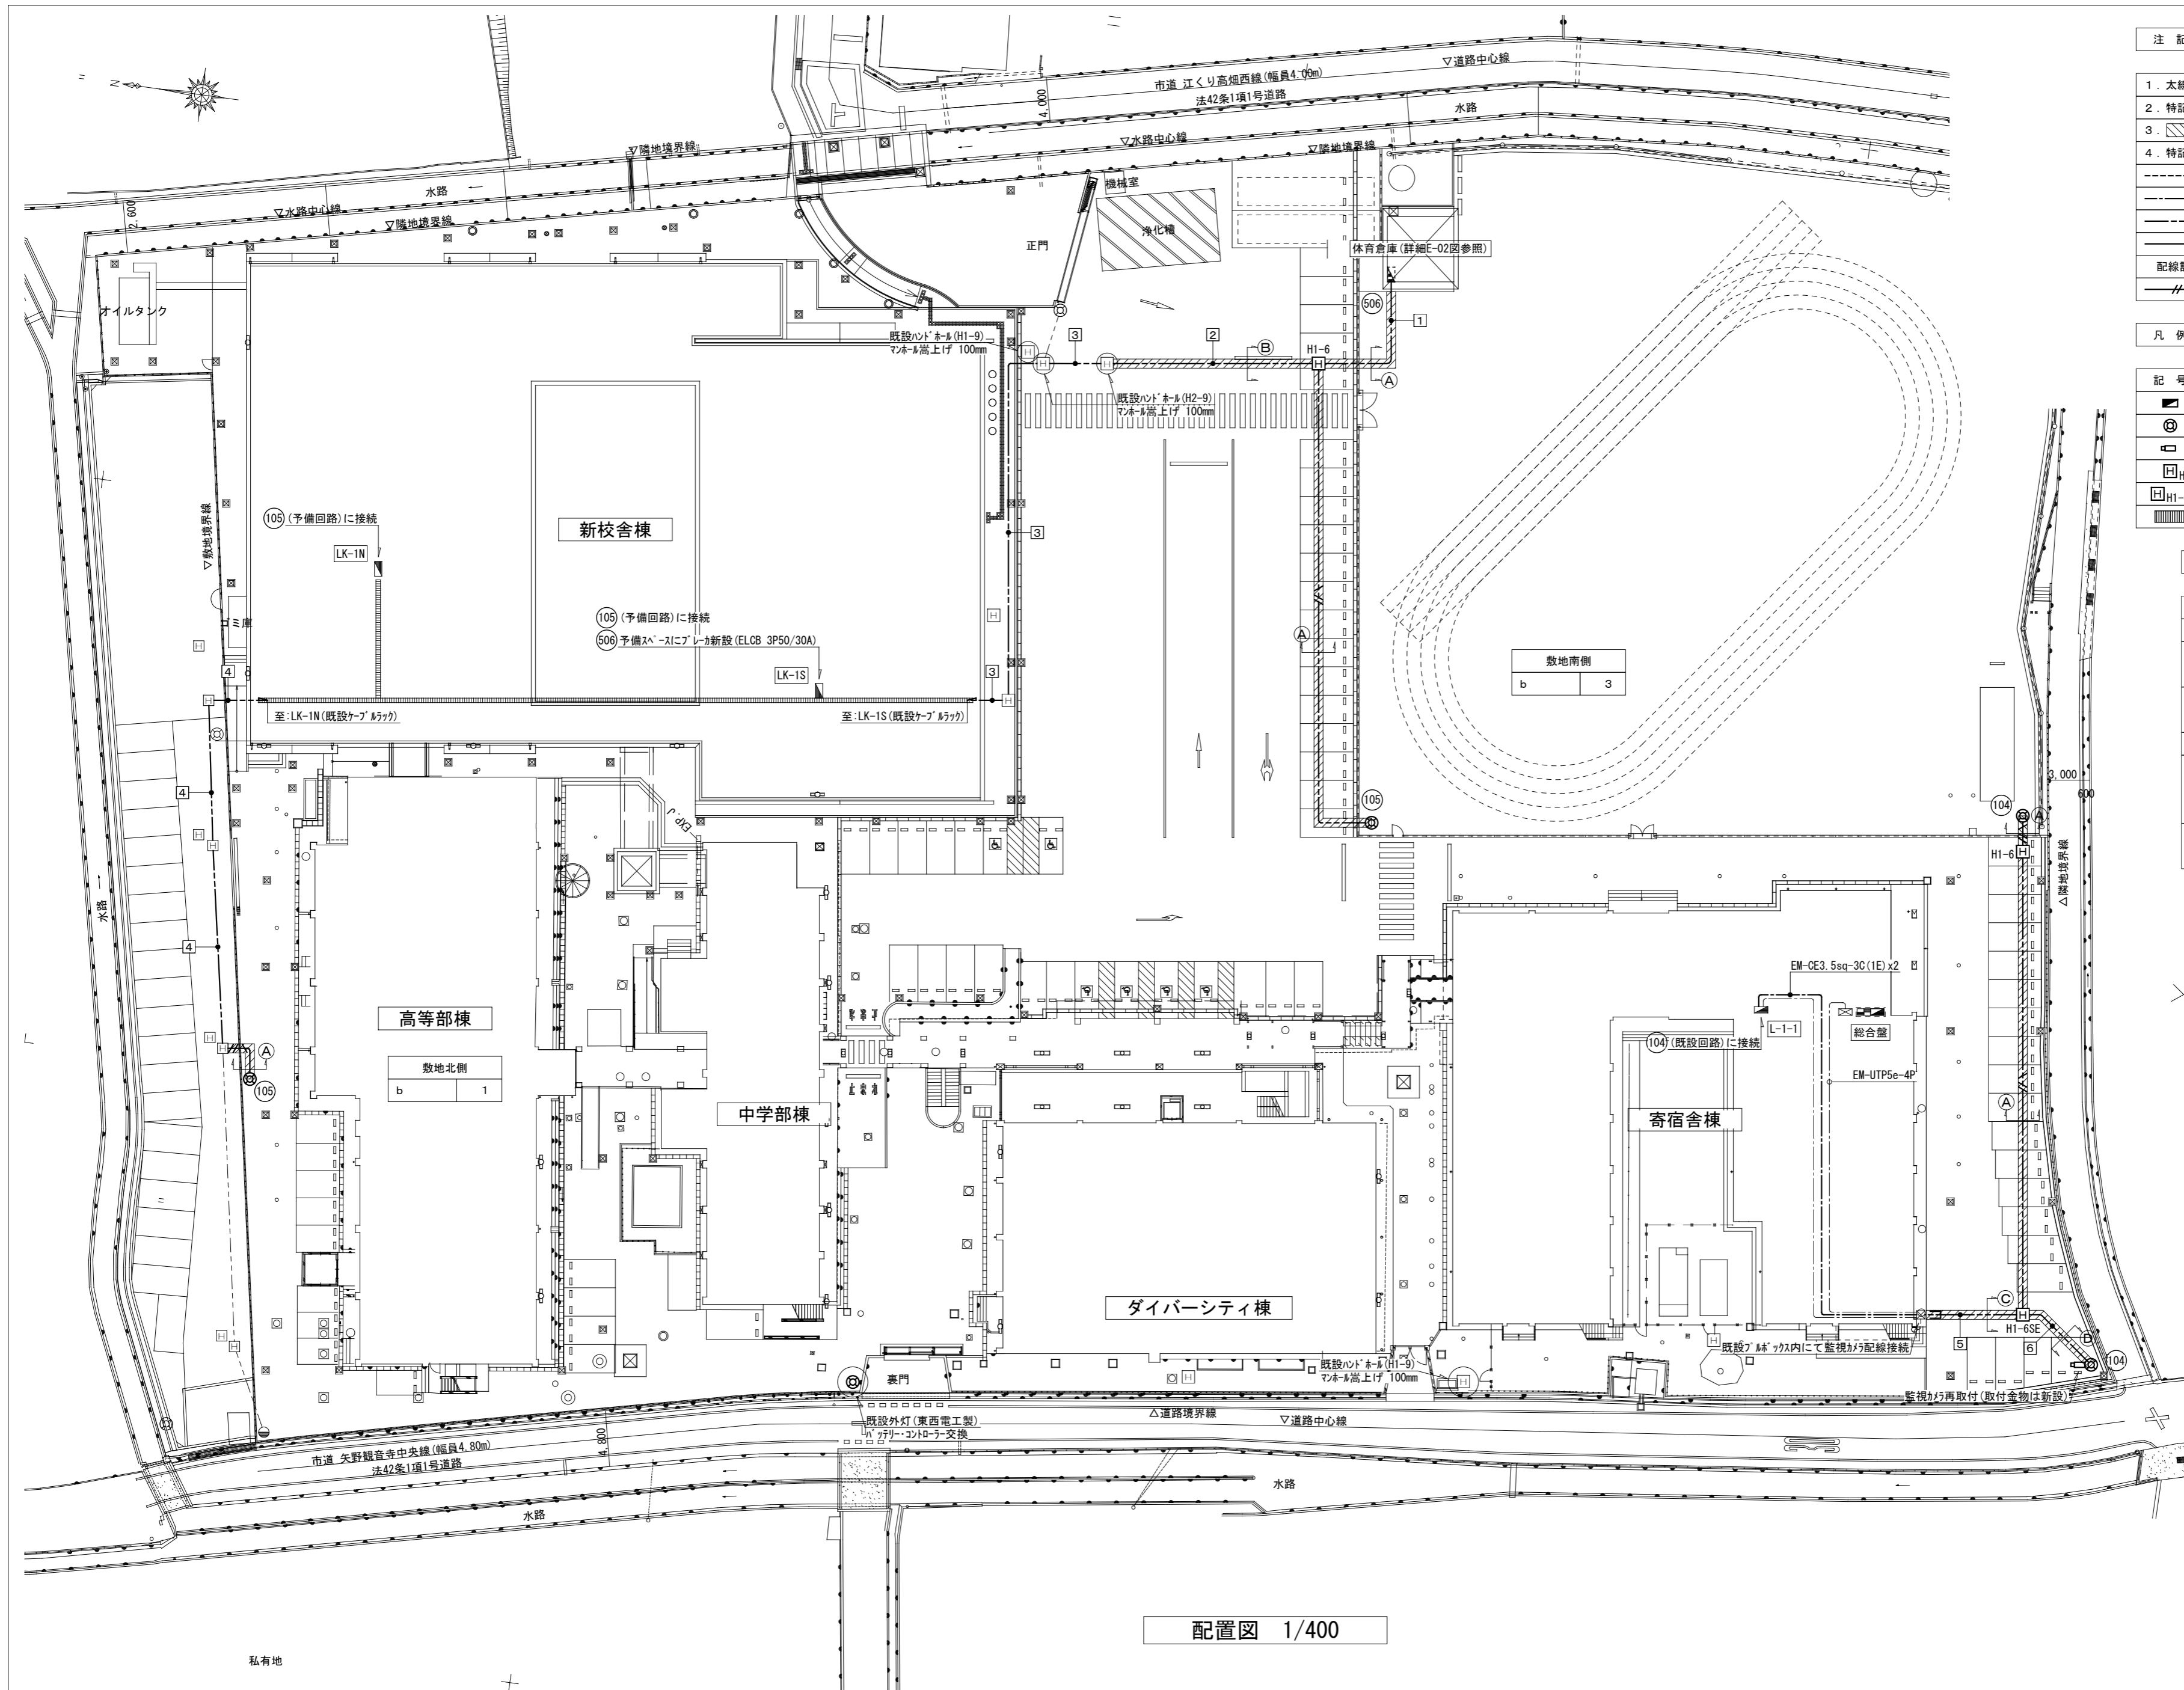 注 記
1．太線
2．特記
3．
4．特記
配線記
凡 例
記 号
H
H H1-
N
▽道路中心線
市道 江くり高畑西線(幅員4.00m)
法42条1項1号道路
4,000
水路
▽水路中心線
▽隣地境界線
▽隣地境界線
水路
▽水路中心線
▽隣地境界線
2,600
機械室
浄化槽
正門
体育倉庫(詳細E-02図参照)
506
1
オイルタンク
既設ハンドホール(H1-9)
マンホール嵩上げ 100mm
H
3
2
B
H1-6
H
H
H
A
既設ハンドホール(H2-9)
マンホール嵩上げ 100mm
▽敷地境界線
105 (予備回路)に接続
LK-1N
新校舎棟
3
105 (予備回路)に接続
506 予備スペースにブレーカ新設(ELCB 3P50/30A)
LK-1S
ゴミ庫
H
H
A
敷地南側
b 3
4
3
H
H
至:LK-1N(既設ケーブルラック)
至:LK-1S(既設ケーブルラック)
4
EXP.J
105
3,000
600
104
A
H1-6
H
△隣地境界線
H
H
水路
4
EM-CE3.5sq-3C(1E)x2
L-1-1
総合盤
104 (既設回路)に接続
EM-UTP5e-4P
高等部棟
敷地北側
b 1
H
H
A
105
中学部棟
寄宿舎棟
A
ダイバーシティ棟
C
H
H1-6SE
D
5
6
104
H
H
H
既設プルボックス内にて監視カメラ配線接続
既設ハンドホール(H1-9)
マンホール嵩上げ 100mm
H
H
監視カメラ再取付(取付金物は新設)
裏門
既設外灯(東西電工製)
バッテリー・コントローラー交換
△道路境界線
▽道路中心線
市道 矢野観音寺中央線(幅員4.80m)
法42条1項1号道路
4,800
水路
水路
配置図 1/400
私有地